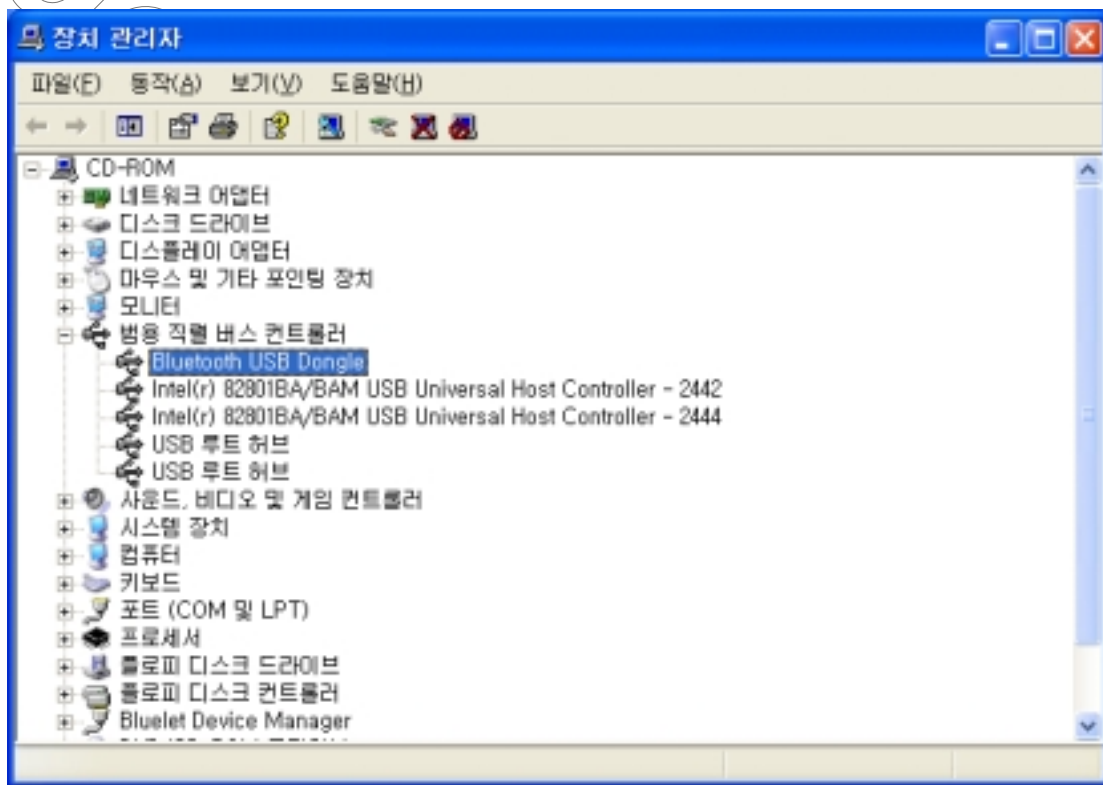 장치 관리자
파일(F) 동작(A) 보기(V) 도움말(H)
CD-ROM
네트워크 어댑터
디스크 드라이브
디스플레이 어댑터
마우스 및 기타 포인팅 장치
모니터
범용 직렬 버스 컨트롤러
Bluetooth USB Dongle
Intel(r) 82801BA/BAM USB Universal Host Controller - 2442
Intel(r) 82801BA/BAM USB Universal Host Controller - 2444
USB 루트 허브
USB 루트 허브
사운드, 비디오 및 게임 컨트롤러
시스템 장치
컴퓨터
키보드
포트 (COM 및 LPT)
프로세서
플로피 디스크 드라이브
플로피 디스크 컨트롤러
Bluelet Device Manager